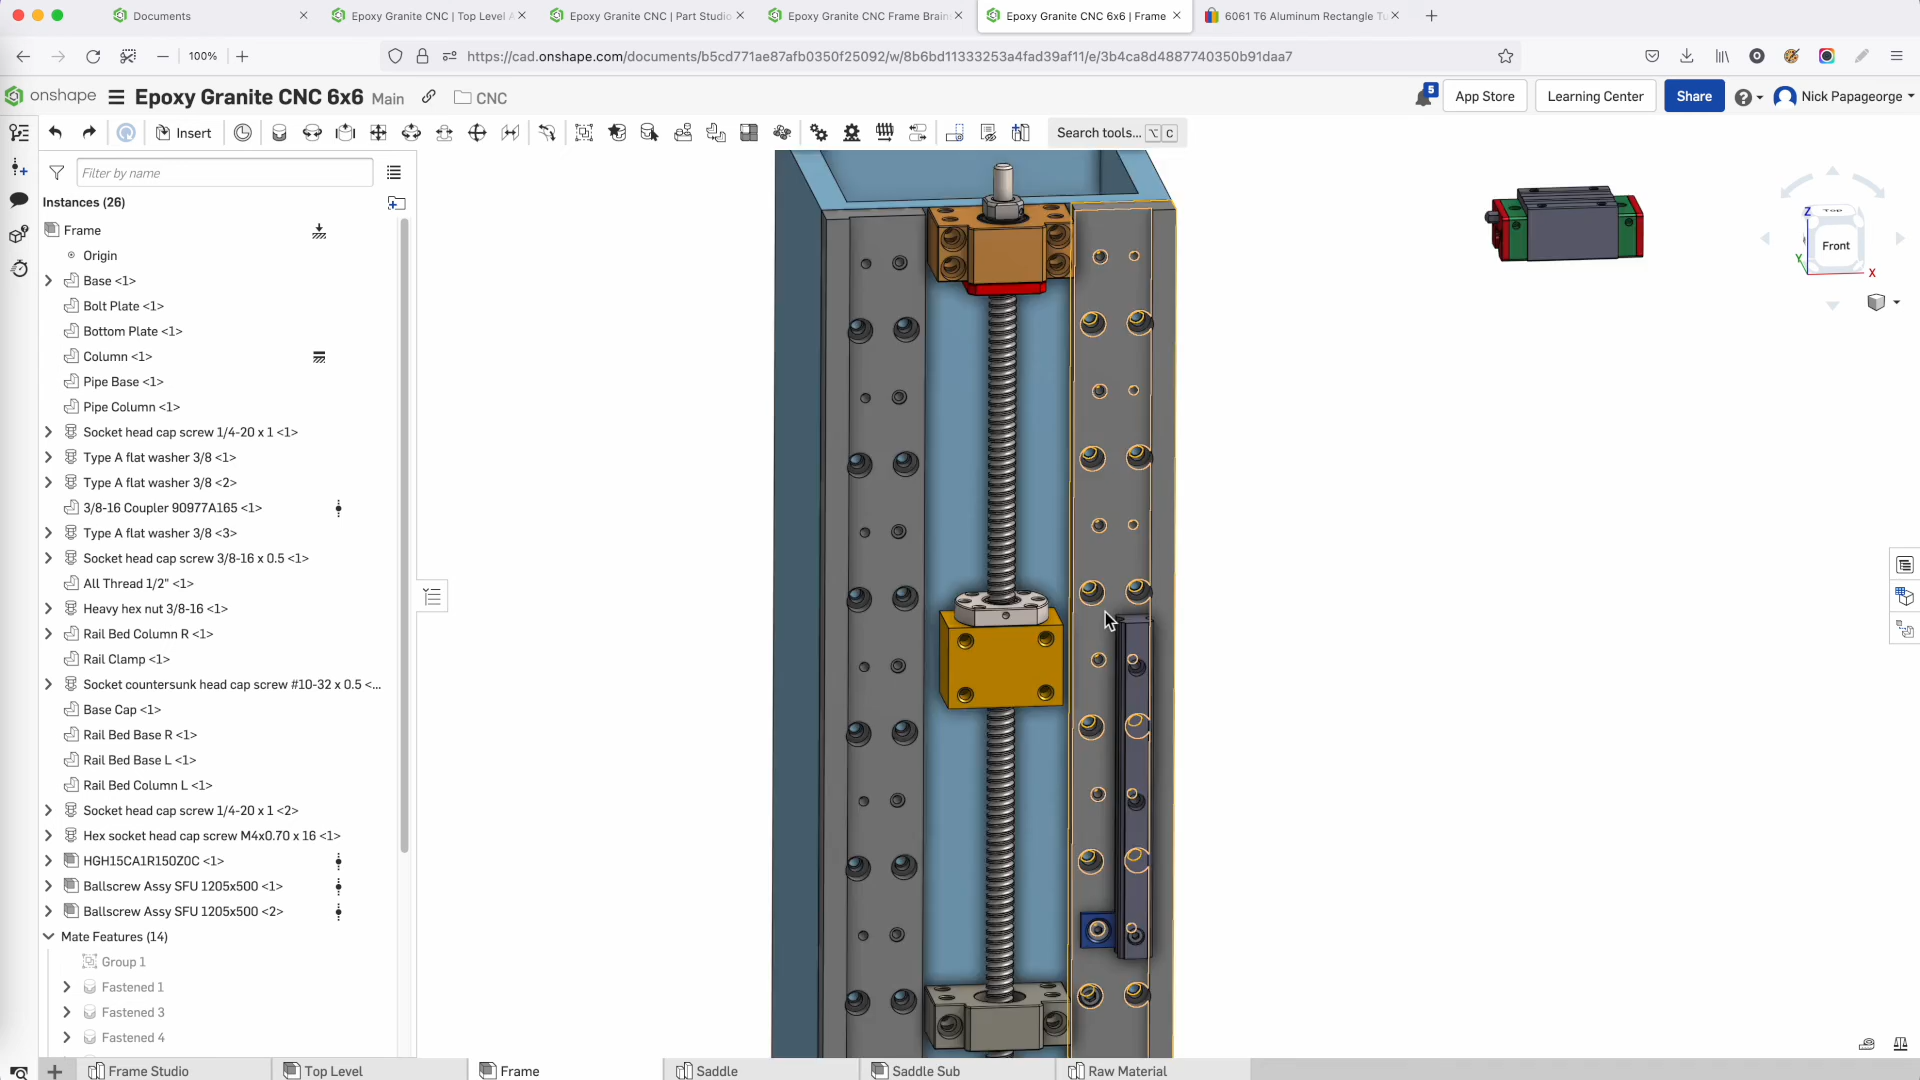 Documents
Epoxy Granite CNC | Top Level A
Epoxy Granite CNC | Part Studio
Epoxy Granite CNC Frame Brain
Epoxy Granite CNC 6x6 | Frame
6061 T6 Aluminum Rectangle Tu
100%
https://cad.onshape.com/documents/b5cd771ae87afb0350f25092/w/8b6bd11333253a4fad39af11/e/3b4ca8d4887740350b91daa7
onshape
Epoxy Granite CNC 6x6 Main
CNC
5
App Store
Learning Center
Share
Nick Papageorge
Insert
Search tools... ⌥ C
Filter by name
Instances (26)
Frame
Origin
Base <1>
Bolt Plate <1>
Bottom Plate <1>
Column <1>
Pipe Base <1>
Pipe Column <1>
Socket head cap screw 1/4-20 x 1 <1>
Type A flat washer 3/8 <1>
Type A flat washer 3/8 <2>
3/8-16 Coupler 90977A165 <1>
Type A flat washer 3/8 <3>
Socket head cap screw 3/8-16 x 0.5 <1>
All Thread 1/2" <1>
Heavy hex nut 3/8-16 <1>
Rail Bed Column R <1>
Rail Clamp <1>
Socket countersunk head cap screw #10-32 x 0.5 <...
Base Cap <1>
Rail Bed Base R <1>
Rail Bed Base L <1>
Rail Bed Column L <1>
Socket head cap screw 1/4-20 x 1 <2>
Hex socket head cap screw M4x0.70 x 16 <1>
HGH15CA1R150Z0C <1>
Ballscrew Assy SFU 1205x500 <1>
Ballscrew Assy SFU 1205x500 <2>
Mate Features (14)
Group 1
Fastened 1
Fastened 3
Fastened 4
Top
Z
Front
Y
X
Frame Studio
Top Level
Frame
Saddle
Saddle Sub
Raw Material